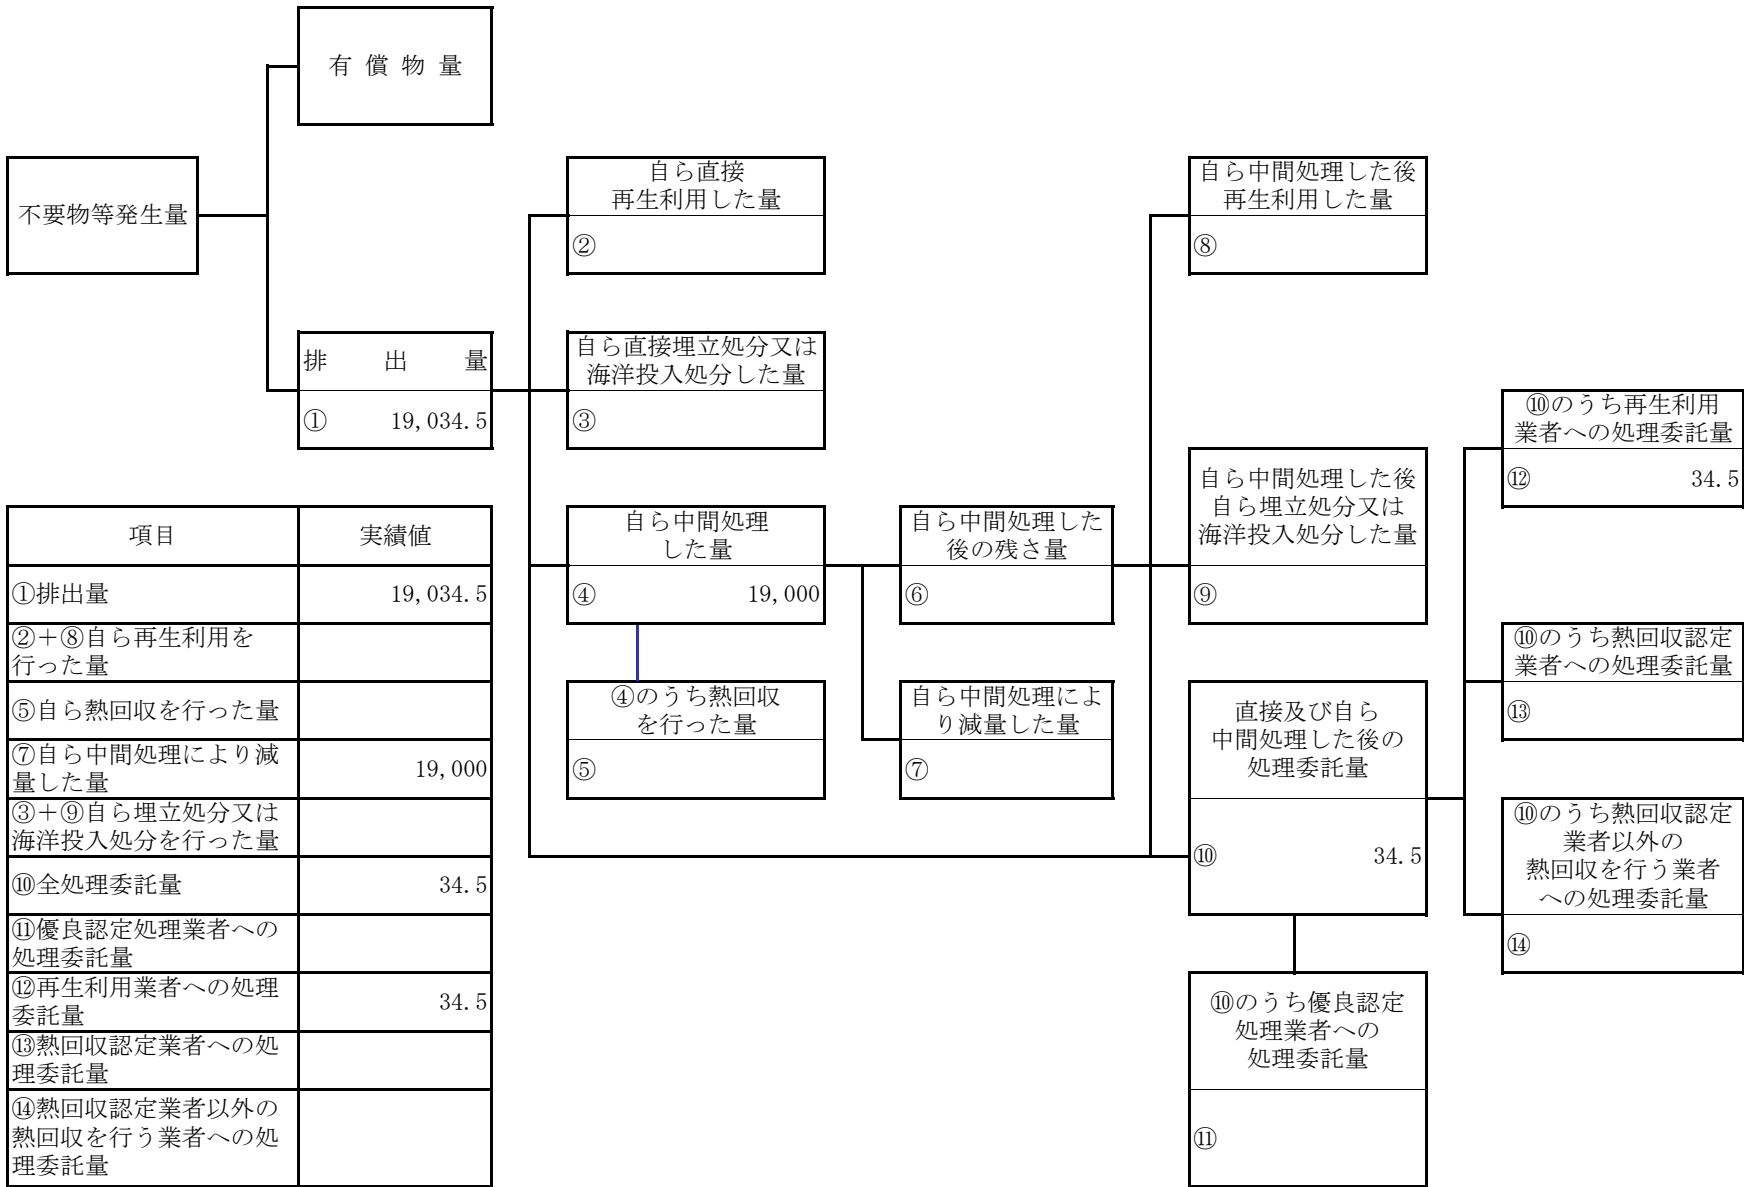 有償物量
不要物等発生量
排出量
① 19,034.5
自ら直接
再生利用した量
②
自ら直接埋立処分又は
海洋投入処分した量
③
自ら中間処理
した量
④ 19,000
④のうち熱回収
を行った量
⑤
自ら中間処理した
後の残さ量
⑥
自ら中間処理によ
り減量した量
⑦
自ら中間処理した後
再生利用した量
⑧
自ら中間処理した後
自ら埋立処分又は
海洋投入処分した量
⑨
直接及び自ら
中間処理した後の
処理委託量
⑩ 34.5
⑩のうち優良認定
処理業者への
処理委託量
⑪
⑩のうち再生利用
業者への処理委託量
⑫ 34.5
⑩のうち熱回収認定
業者への処理委託量
⑬
⑩のうち熱回収認定
業者以外の
熱回収を行う業者
への処理委託量
⑭
項目 実績値
①排出量 19,034.5
②+⑧自ら再生利用を
行った量
⑤自ら熱回収を行った量
⑦自ら中間処理により減
量した量 19,000
③+⑨自ら埋立処分又は
海洋投入処分を行った量
⑩全処理委託量 34.5
⑪優良認定処理業者への
処理委託量
⑫再生利用業者への処理
委託量 34.5
⑬熱回収認定業者への処
理委託量
⑭熱回収認定業者以外の
熱回収を行う業者への処
理委託量